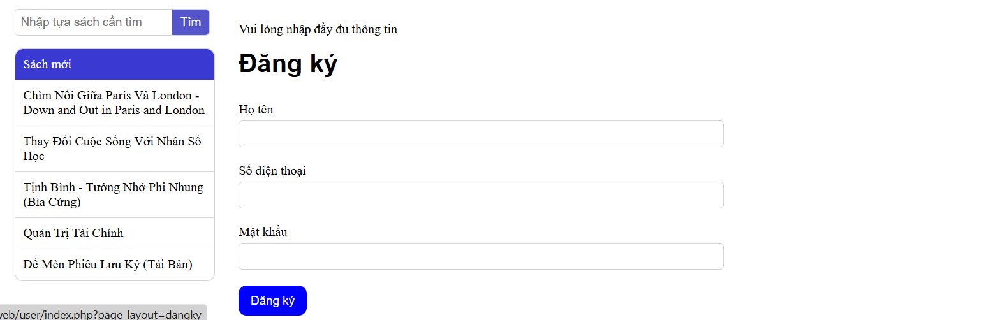 Nhập tựa sách cần tìm
Tìm
Sách mới
Chìm Nổi Giữa Paris Và London -
Down and Out in Paris and London
Thay Đổi Cuộc Sống Với Nhân Số
Học
Tịnh Bình - Tưởng Nhớ Phi Nhung
(Bìa Cứng)
Quản Trị Tài Chính
Dế Mèn Phiêu Lưu Ký (Tái Bản)
Vui lòng nhập đầy đủ thông tin
Đăng ký
Họ tên
Số điện thoại
Mật khẩu
Đăng ký
web/user/index.php?page_layout=dangky